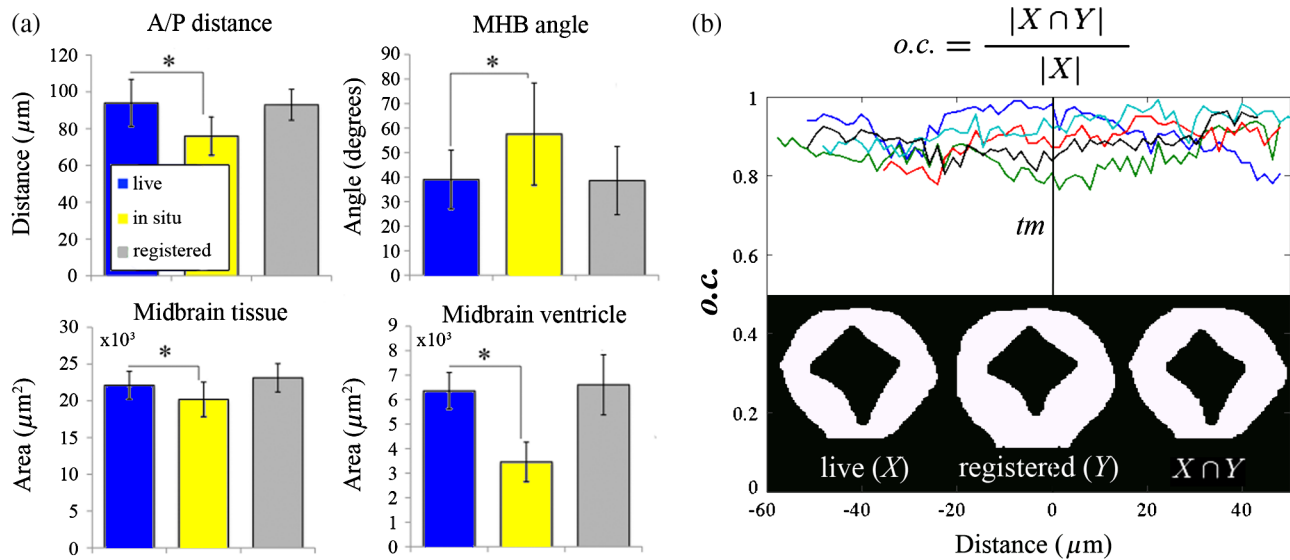 (a)
A/P distance
Distance (µm)
120
100
80
60
40
20
0
*
live
in situ
registered
MHB angle
Angle (degrees)
90
80
70
60
50
40
30
20
10
0
*
Midbrain tissue
x10³
Area (µm²)
30
25
20
15
10
5
0
*
Midbrain ventricle
x10³
Area (µm²)
9
8
7
6
5
4
3
2
1
0
*
(b)
o.c. = |X ∩ Y| / |X|
o.c.
1
0.8
0.6
0.4
0.2
0
tm
live (X)
registered (Y)
X ∩ Y
-60
-40
-20
0
20
40
Distance (µm)